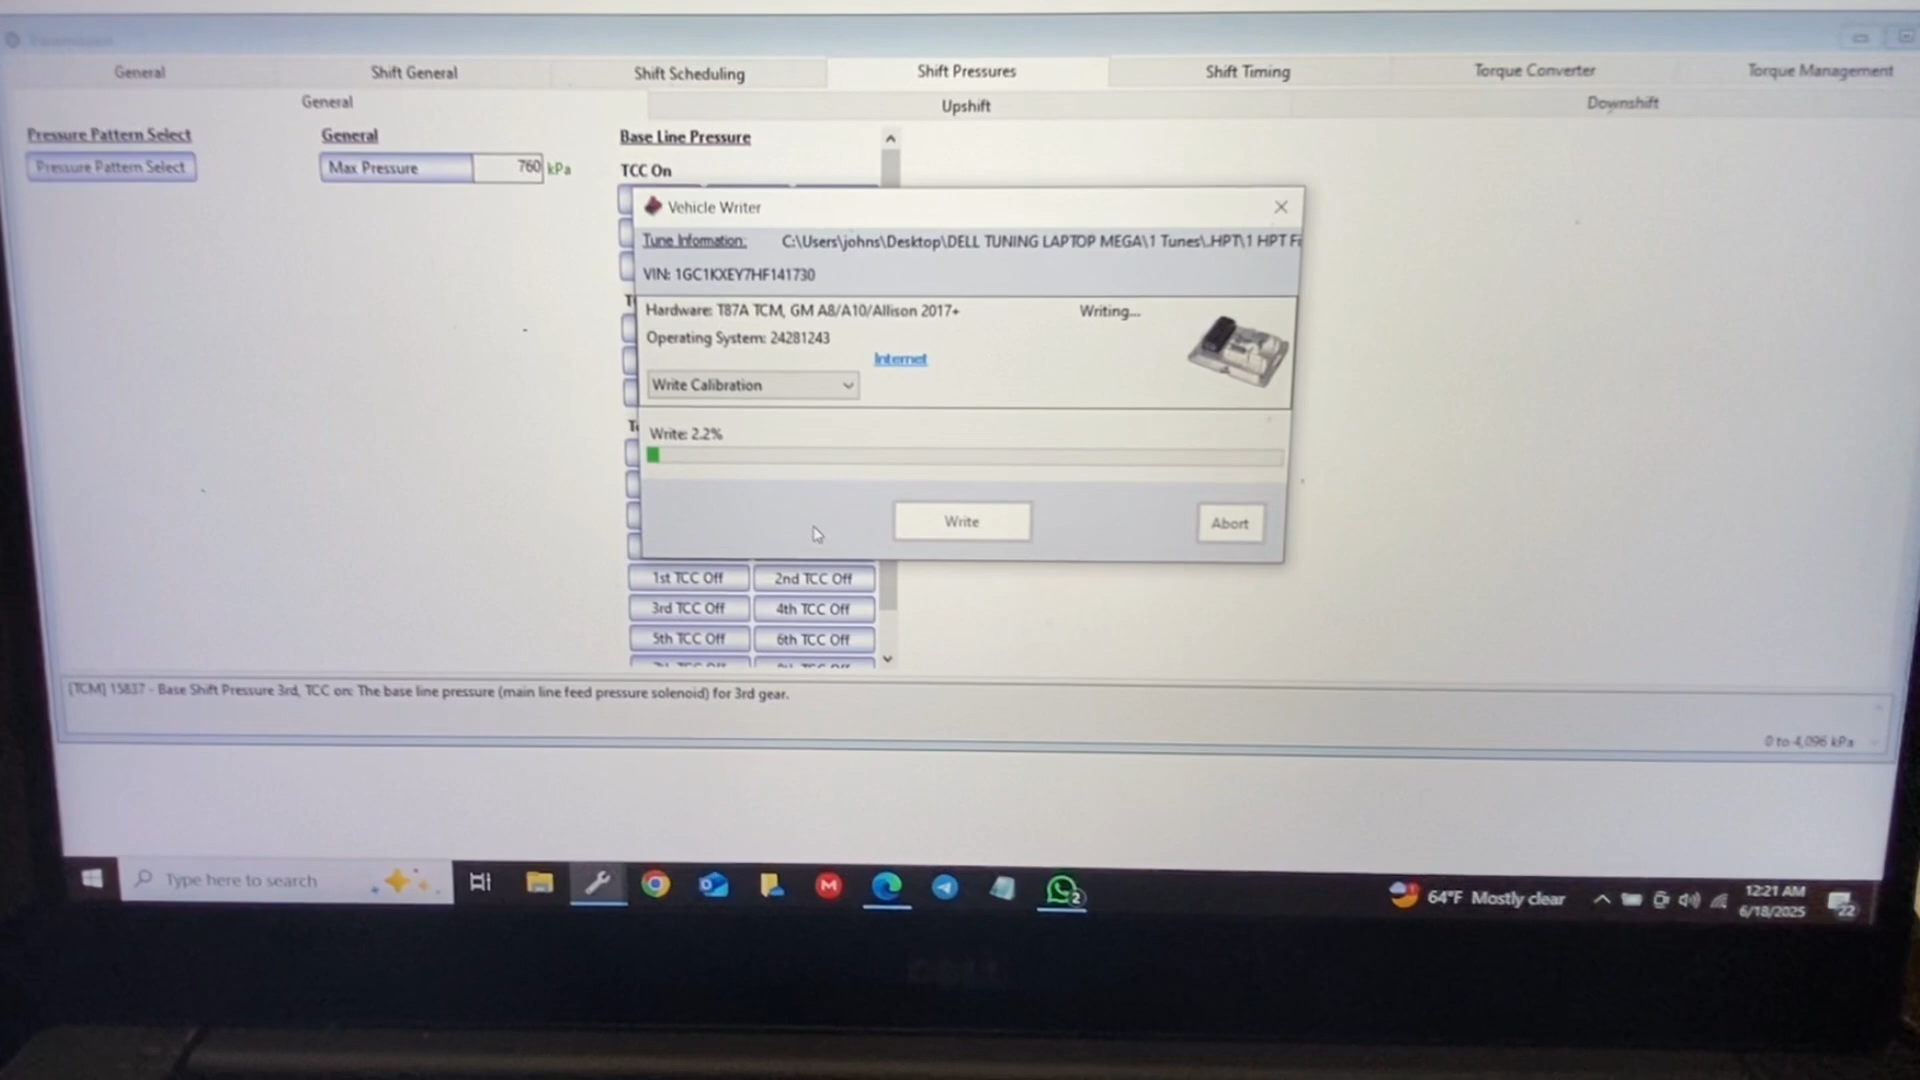 General Shift General Shift Scheduling Shift Pressures Shift Timing Torque Converter Torque Management
General Upshift Downshift
Pressure Pattern Select General Base Line Pressure
Pressure Pattern Select Max Pressure 760 kPa TCC On
Vehicle Writer
Tune Information: C:\Users\johns\Desktop\DELL TUNING LAPTOP MEGA\1 Tunes\.HPT\1 HPT Fi
VIN: 1GC1KXEY7HF141730
Hardware: T87A TCM, GM A8/A10/Allison 2017+ Writing...
Operating System: 24281243
Internet
Write Calibration
Write: 2.2%
Write Abort
1st TCC Off 2nd TCC Off
3rd TCC Off 4th TCC Off
5th TCC Off 6th TCC Off
[TCM] 15837 - Base Shift Pressure 3rd, TCC on: The base line pressure (main line feed pressure solenoid) for 3rd gear.
0 to 4,096 kPa
Type here to search 2 64°F Mostly clear 12:21 AM
6/18/2025 22
DELL